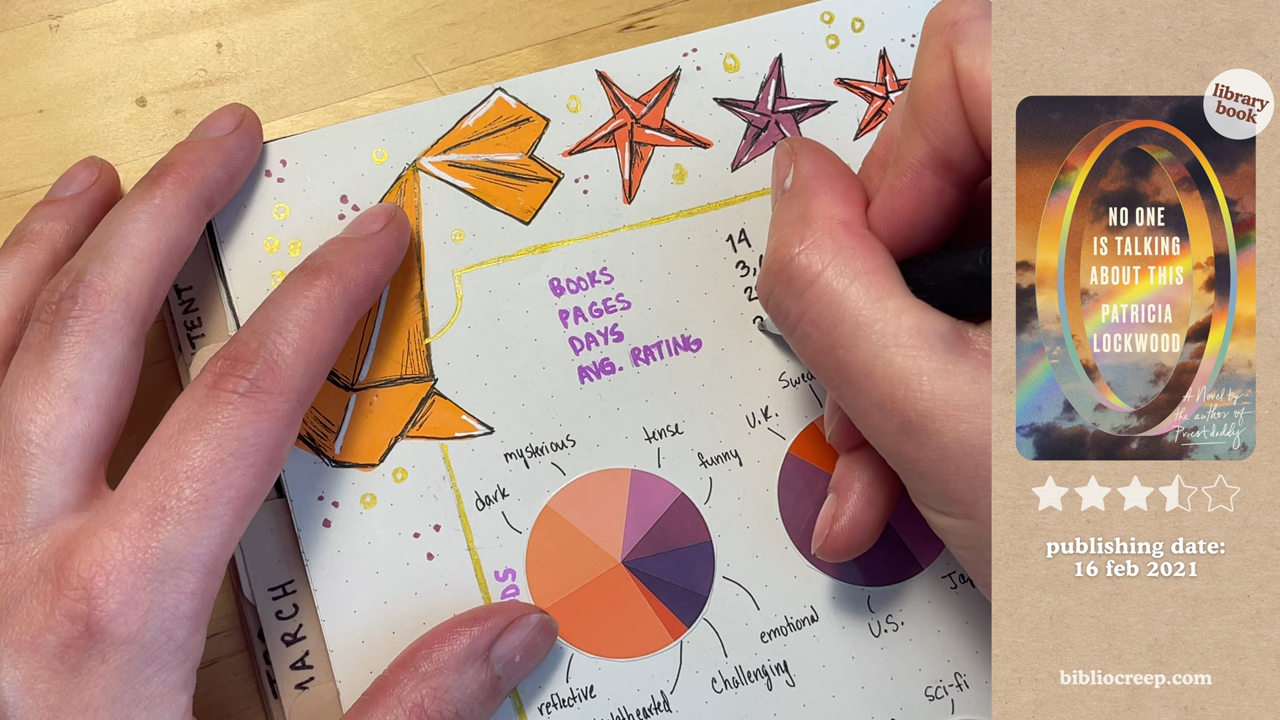 BOOKS
PAGES
DAYS
AVG. RATING
14
mysterious
tense
funny
dark
U.K.
emotional
challenging
reflective
U.S.
sci-fi
MARCH
library
book
NO ONE
IS TALKING
ABOUT THIS
PATRICIA
LOCKWOOD
A Novel by
the author of
Priestdaddy
publishing date:
16 feb 2021
bibliocreep.com